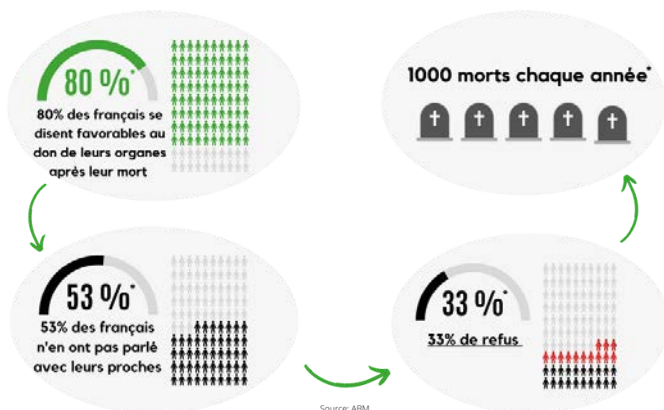 80 %*
80% des français se
disent favorables au
don de leurs organes
après leur mort
53 %*
53% des français
n'en ont pas parlé
avec leurs proches
33 %*
33% de refus
1000 morts chaque année*
Source: ABM